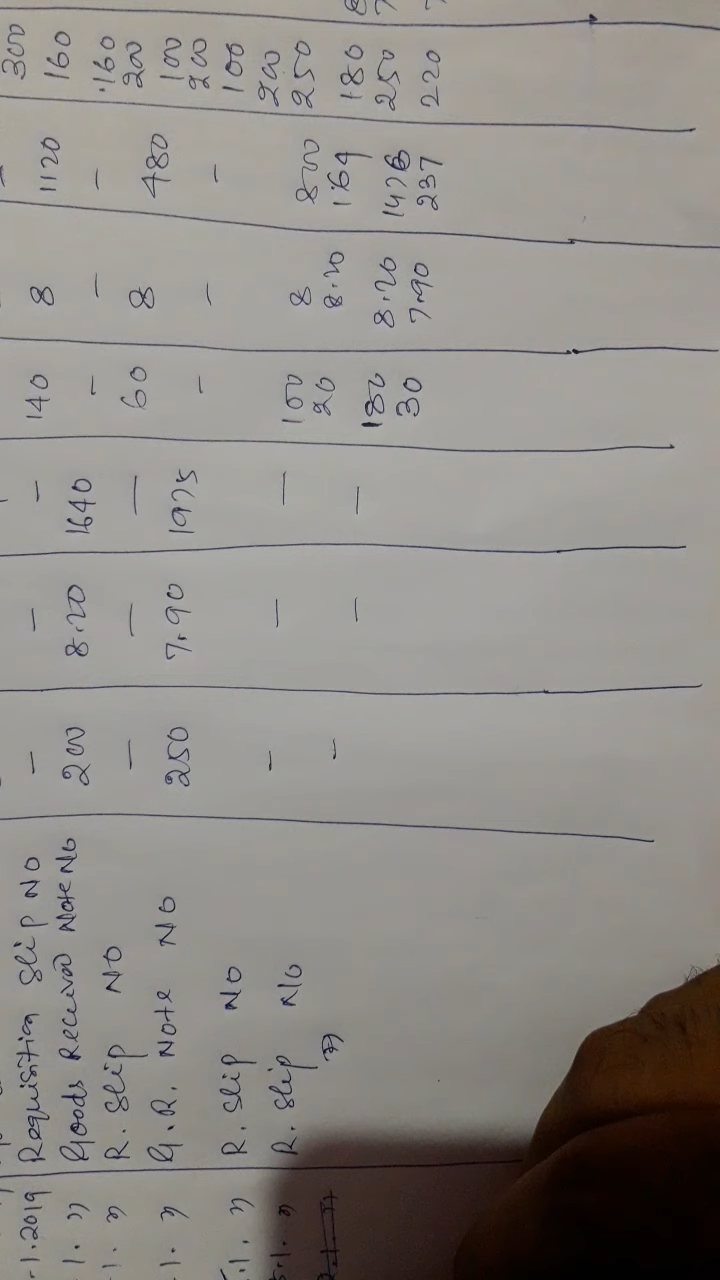 1.2019 Requisition Slip No — — — 140 8 1120 160
1. " Goods Received Note No 200 8.20 1640 — — — 160
200
1. " R. Slip No — — — 60 8 480 100
200
1. " G.R. Note No 250 7.90 1975 — — — 100
200
250
1. " R. Slip No — — — 100 8 800
20 8.20 164 180
250
1. " R. Slip No — — — 180 8.20 1476
" 30 7.90 237 220
300